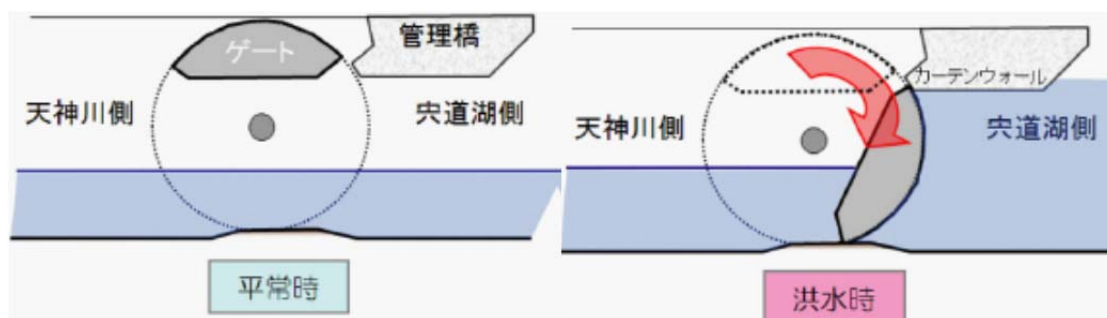 ゲート
管理橋
天神川側
宍道湖側
平常時
カーテンウォール
天神川側
宍道湖側
洪水時